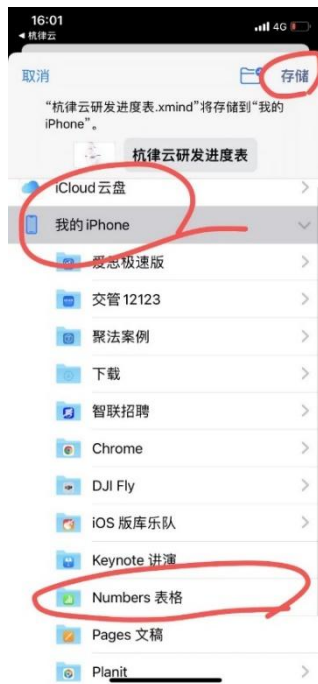 16:01
4G
◀ 杭律云
取消
存储
“杭律云研发进度表.xmind”将存储到“我的
iPhone”。
杭律云研发进度表
iCloud 云盘
我的 iPhone
爱思极速版
交管 12123
聚法案例
下载
智联招聘
Chrome
DJI Fly
iOS 版库乐队
Keynote 讲演
Numbers 表格
Pages 文稿
Planit